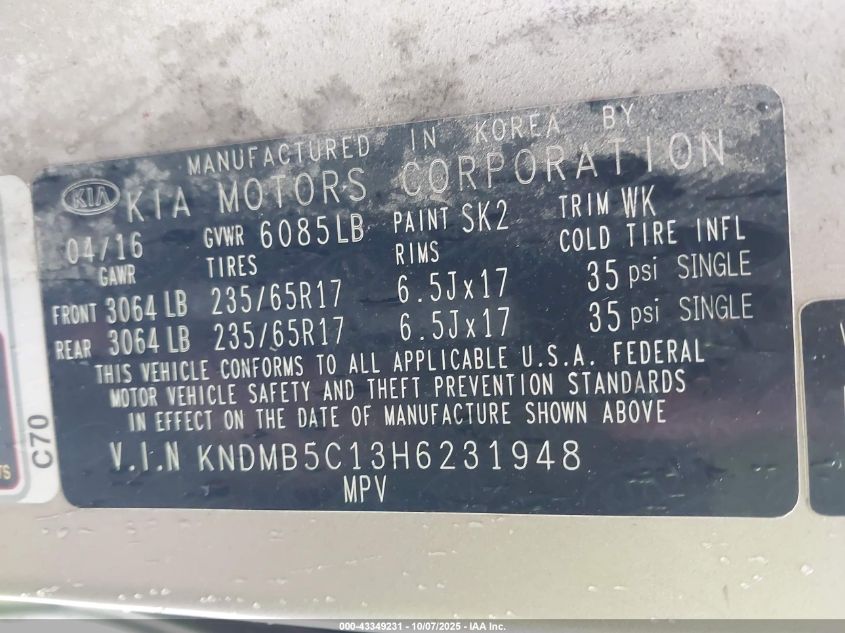 MANUFACTURED IN KOREA BY
KIA KIA MOTORS CORPORATION
04/16 GVWR 6085LB PAINT SK2 TRIM WK
GAWR TIRES RIMS COLD TIRE INFL
FRONT 3064 LB 235/65R17 6.5Jx17 35 psi SINGLE
REAR 3064 LB 235/65R17 6.5Jx17 35 psi SINGLE
THIS VEHICLE CONFORMS TO ALL APPLICABLE U.S.A. FEDERAL
MOTOR VEHICLE SAFETY AND THEFT PREVENTION STANDARDS
IN EFFECT ON THE DATE OF MANUFACTURE SHOWN ABOVE
V.I.N KNDMB5C13H6231948
MPV
C70
000-43349231 - 10/07/2025 - IAA Inc.